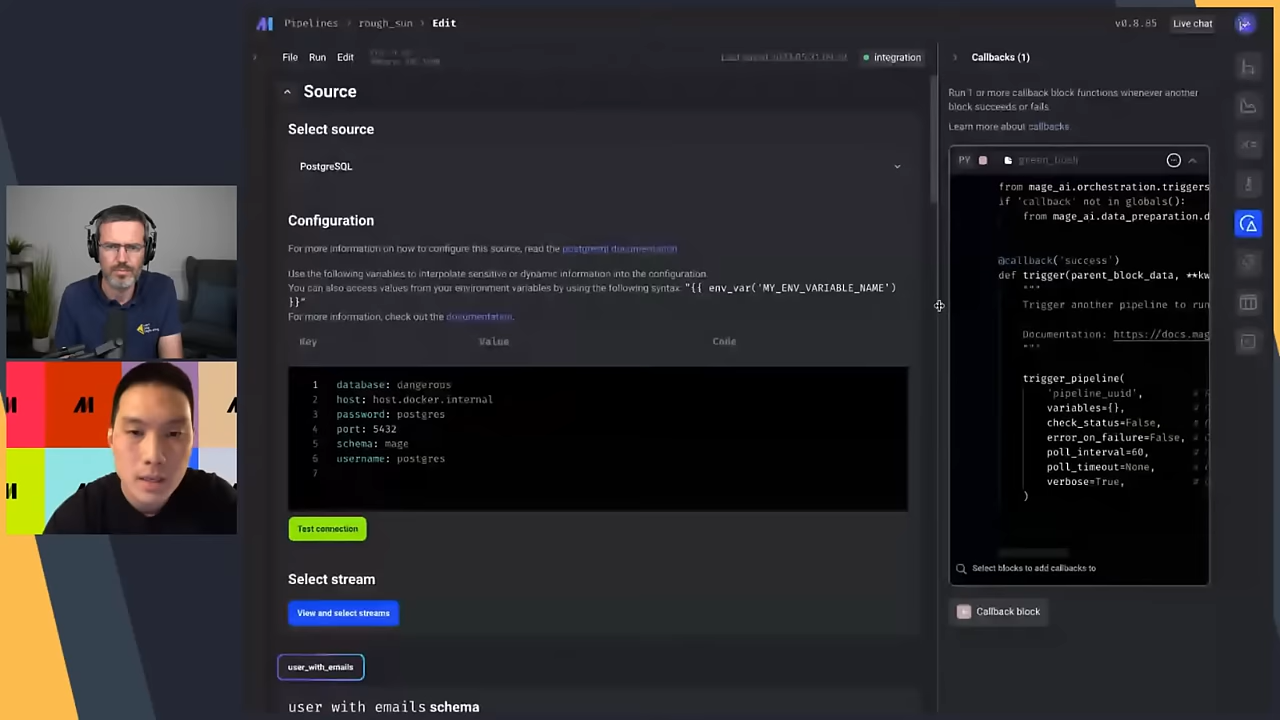 Pipelines › rough_sun › Edit
v0.8.85
Live chat
File Run Edit
integration
Callbacks (1)
Source
Run 1 or more callback block functions whenever another
block succeeds or fails.
Learn more about callbacks.
Select source
PostgreSQL
PY green_bush
from mage_ai.orchestration.triggers
if 'callback' not in globals():
from mage_ai.data_preparation.d
@callback('success')
def trigger(parent_block_data, **kw
"""
Trigger another pipeline to run
Documentation: https://docs.mag
"""
trigger_pipeline(
'pipeline_uuid',
variables={},
check_status=False,
error_on_failure=False,
poll_interval=60,
poll_timeout=None,
verbose=True,
)
Select blocks to add callbacks to
Callback block
Configuration
For more information on how to configure this source, read the postgresql documentation
Use the following variables to interpolate sensitive or dynamic information into the configuration.
You can also access values from your environment variables by using the following syntax: "{{ env_var('MY_ENV_VARIABLE_NAME')
}}"
For more information, check out the documentation.
Key Value Code
1 database: dangerous
2 host: host.docker.internal
3 password: postgres
4 port: 5432
5 schema: mage
6 username: postgres
7
Test connection
Select stream
View and select streams
user_with_emails
user with emails schema